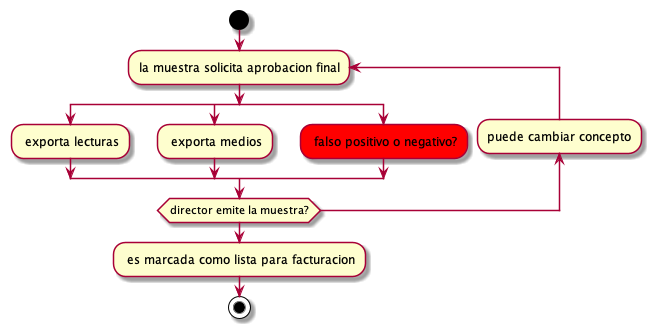 la muestra solicita aprobacion final
exporta lecturas
exporta medios
falso positivo o negativo?
puede cambiar concepto
director emite la muestra?
es marcada como lista para facturacion